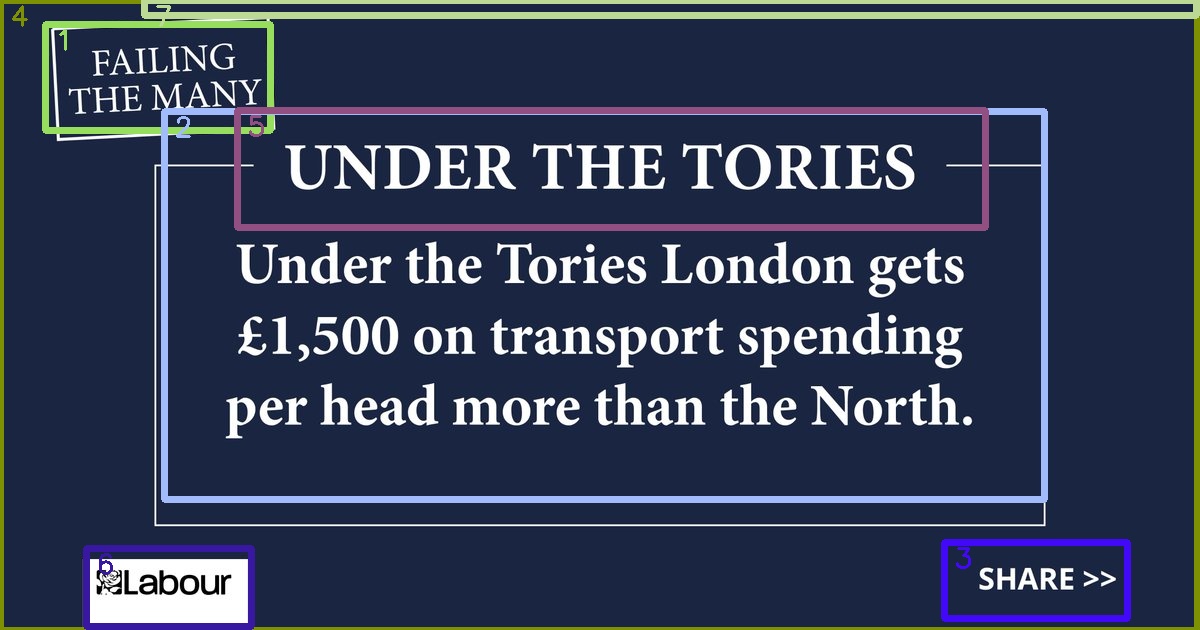 FAILING
THE MANY
UNDER THE TORIES
Under the Tories London gets
£1,500 on transport spending
per head more than the North.
Labour
SHARE >>